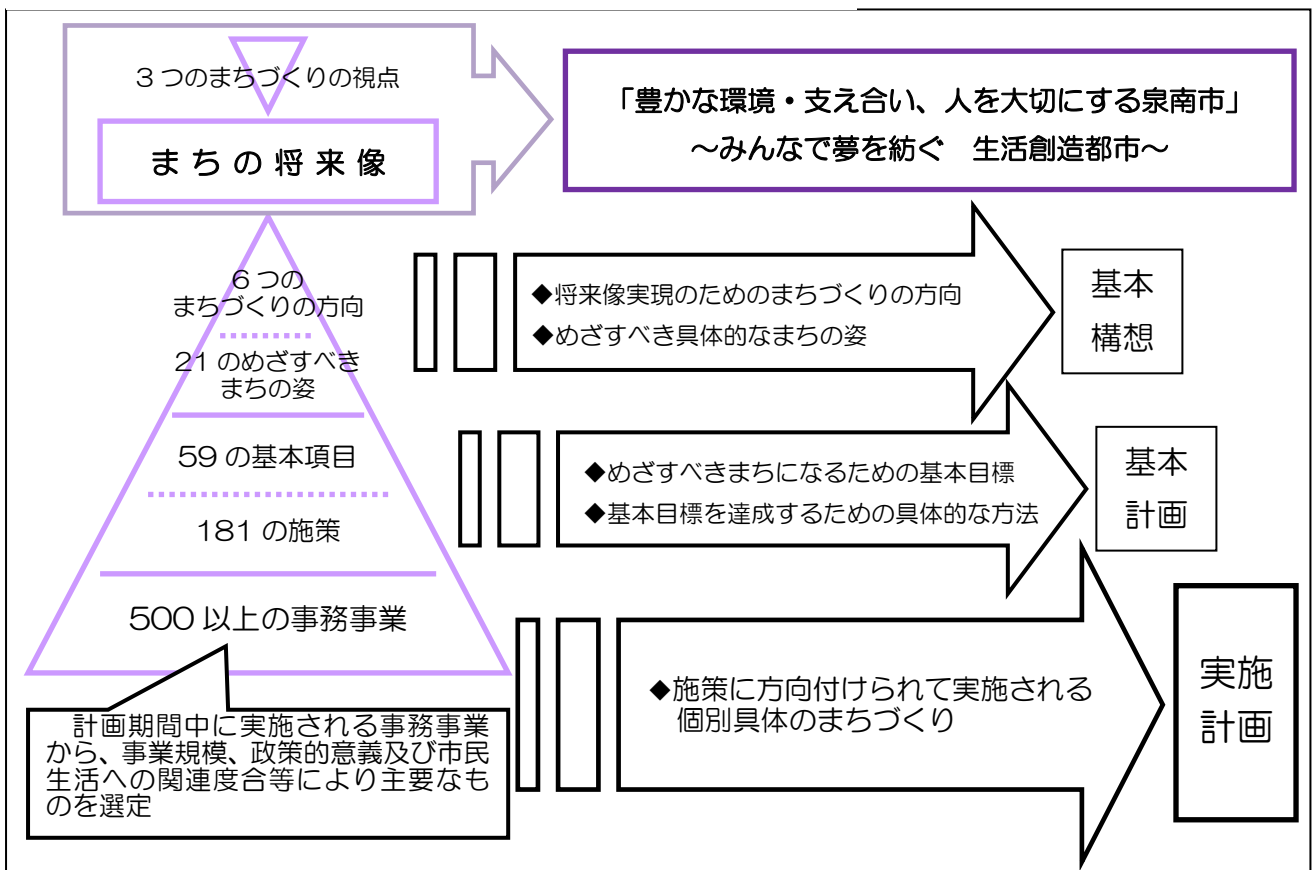 3つのまちづくりの視点
まちの将来像
「豊かな環境・支え合い、人を大切にする泉南市」
～みんなで夢を紡ぐ　生活創造都市～
6つの
まちづくりの方向
21のめざすべき
まちの姿
◆将来像実現のためのまちづくりの方向
◆めざすべき具体的なまちの姿
基本
構想
59の基本項目
181の施策
◆めざすべきまちになるための基本目標
◆基本目標を達成するための具体的な方法
基本
計画
500以上の事務事業
◆施策に方向付けられて実施される
個別具体のまちづくり
実施
計画
計画期間中に実施される事務事業
から、事業規模、政策的意義及び市民
生活への関連度合等により主要なも
のを選定